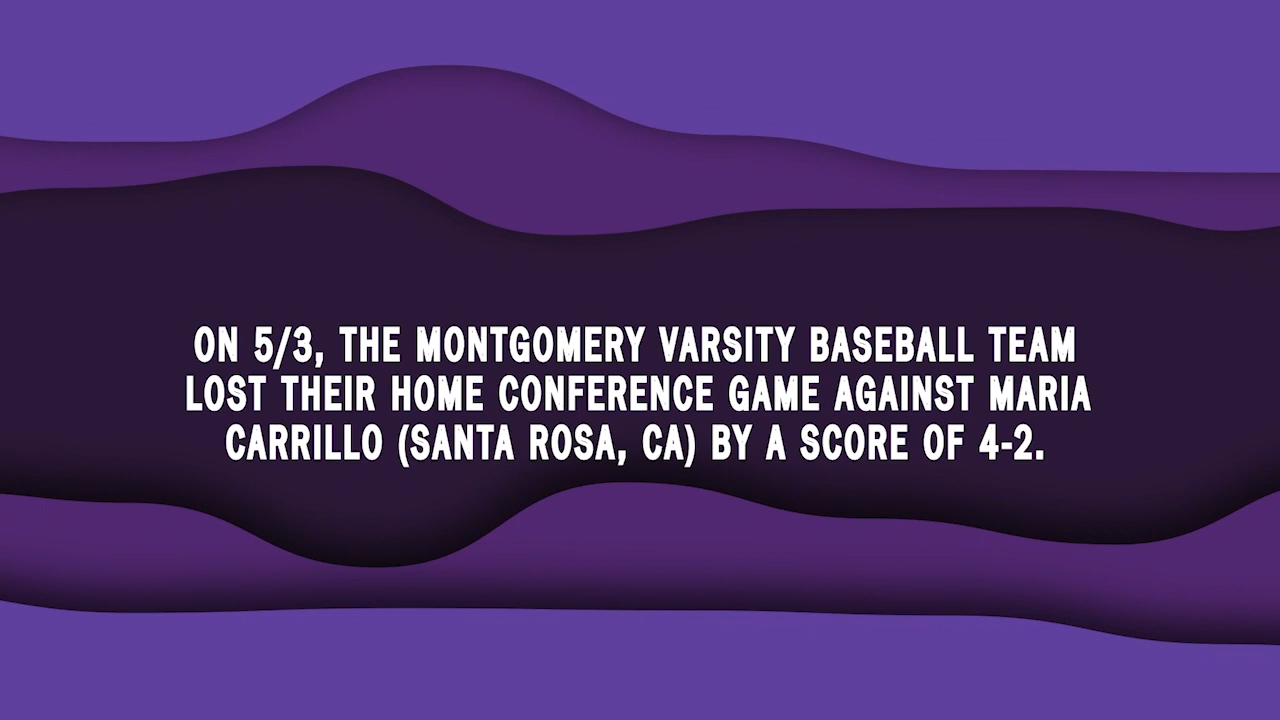 ON 5/3, THE MONTGOMERY VARSITY BASEBALL TEAM
LOST THEIR HOME CONFERENCE GAME AGAINST MARIA
CARRILLO (SANTA ROSA, CA) BY A SCORE OF 4-2.